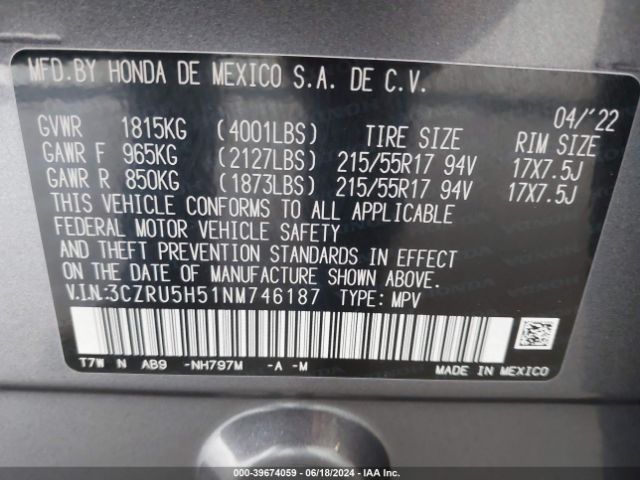 MFD.BY HONDA DE MEXICO S.A. DE C.V.
04/'22
GVWR 1815KG (4001LBS) TIRE SIZE RIM SIZE
GAWR F 965KG (2127LBS) 215/55R17 94V 17X7.5J
GAWR R 850KG (1873LBS) 215/55R17 94V 17X7.5J
THIS VEHICLE CONFORMS TO ALL APPLICABLE
FEDERAL MOTOR VEHICLE SAFETY
AND THEFT PREVENTION STANDARDS IN EFFECT
ON THE DATE OF MANUFACTURE SHOWN ABOVE.
V.I.N.:3CZRU5H51NM746187 TYPE: MPV
T7W N AB9 -NH797M -A -M
MADE IN MEXICO
000-39674059 - 06/18/2024 - IAA Inc.